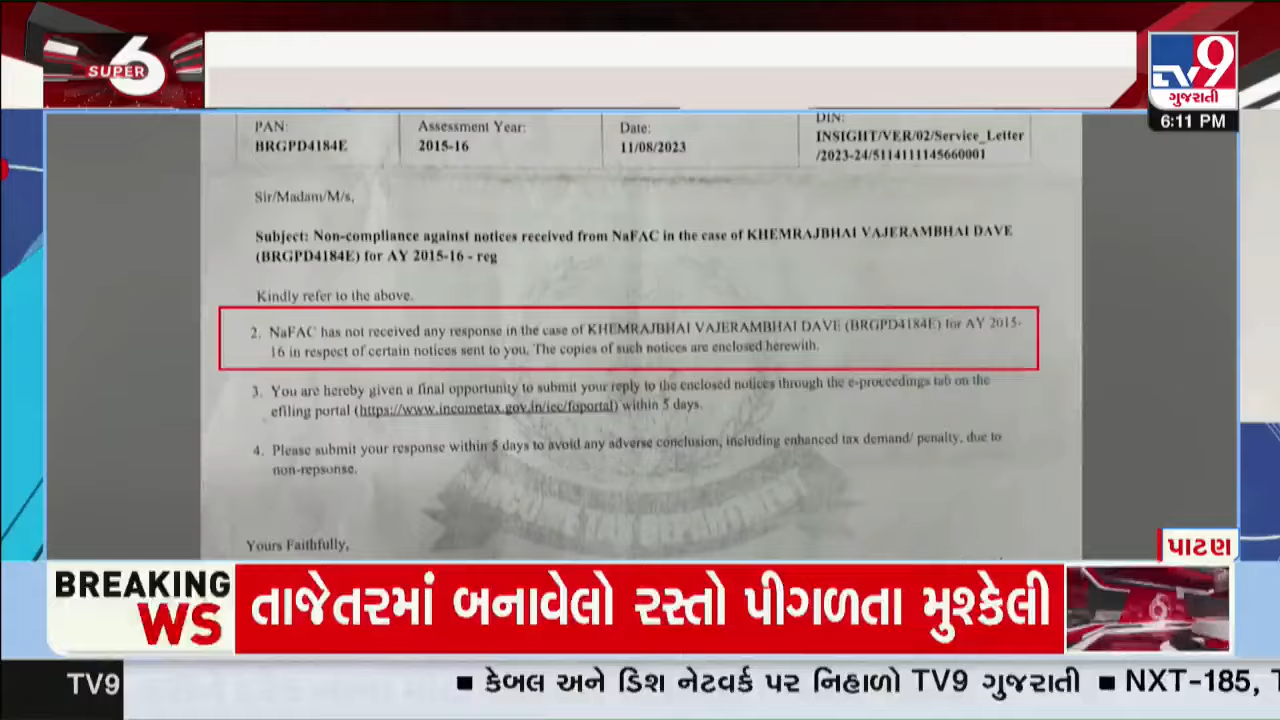 SUPER 6
TV9
ગુજરાતી
6:11 PM
PAN:
BRGPD4184E
Assessment Year:
2015-16
Date:
11/08/2023
DIN:
INSIGHT/VER/02/Service_Letter
/2023-24/5114111145660001
Sir/Madam/M/s,
Subject: Non-compliance against notices received from NaFAC in the case of KHEMRAJBHAI VAJERAMBHAI DAVE
(BRGPD4184E) for AY 2015-16 - reg
Kindly refer to the above.
2. NaFAC has not received any response in the case of KHEMRAJBHAI VAJERAMBHAI DAVE (BRGPD4184E) for AY 2015-
16 in respect of certain notices sent to you. The copies of such notices are enclosed herewith.
3. You are hereby given a final opportunity to submit your reply to the enclosed notices through the e-proceedings tab on the
efiling portal (https://www.incometax.gov.in/iec/foportal) within 5 days.
4. Please submit your response within 5 days to avoid any adverse conclusion, including enhanced tax demand/ penalty, due to
non-repsonse.
INCOME TAX DEPARTMENT
Yours Faithfully,
પાટણ
BREAKING
WS
તાજેતરમાં બનાવેલો રસ્તો પીગળતા મુશ્કેલી
6
TV9
■ કેબલ અને ડિશ નેટવર્ક પર નિહાળો TV9 ગુજરાતી ■ NXT-185, T